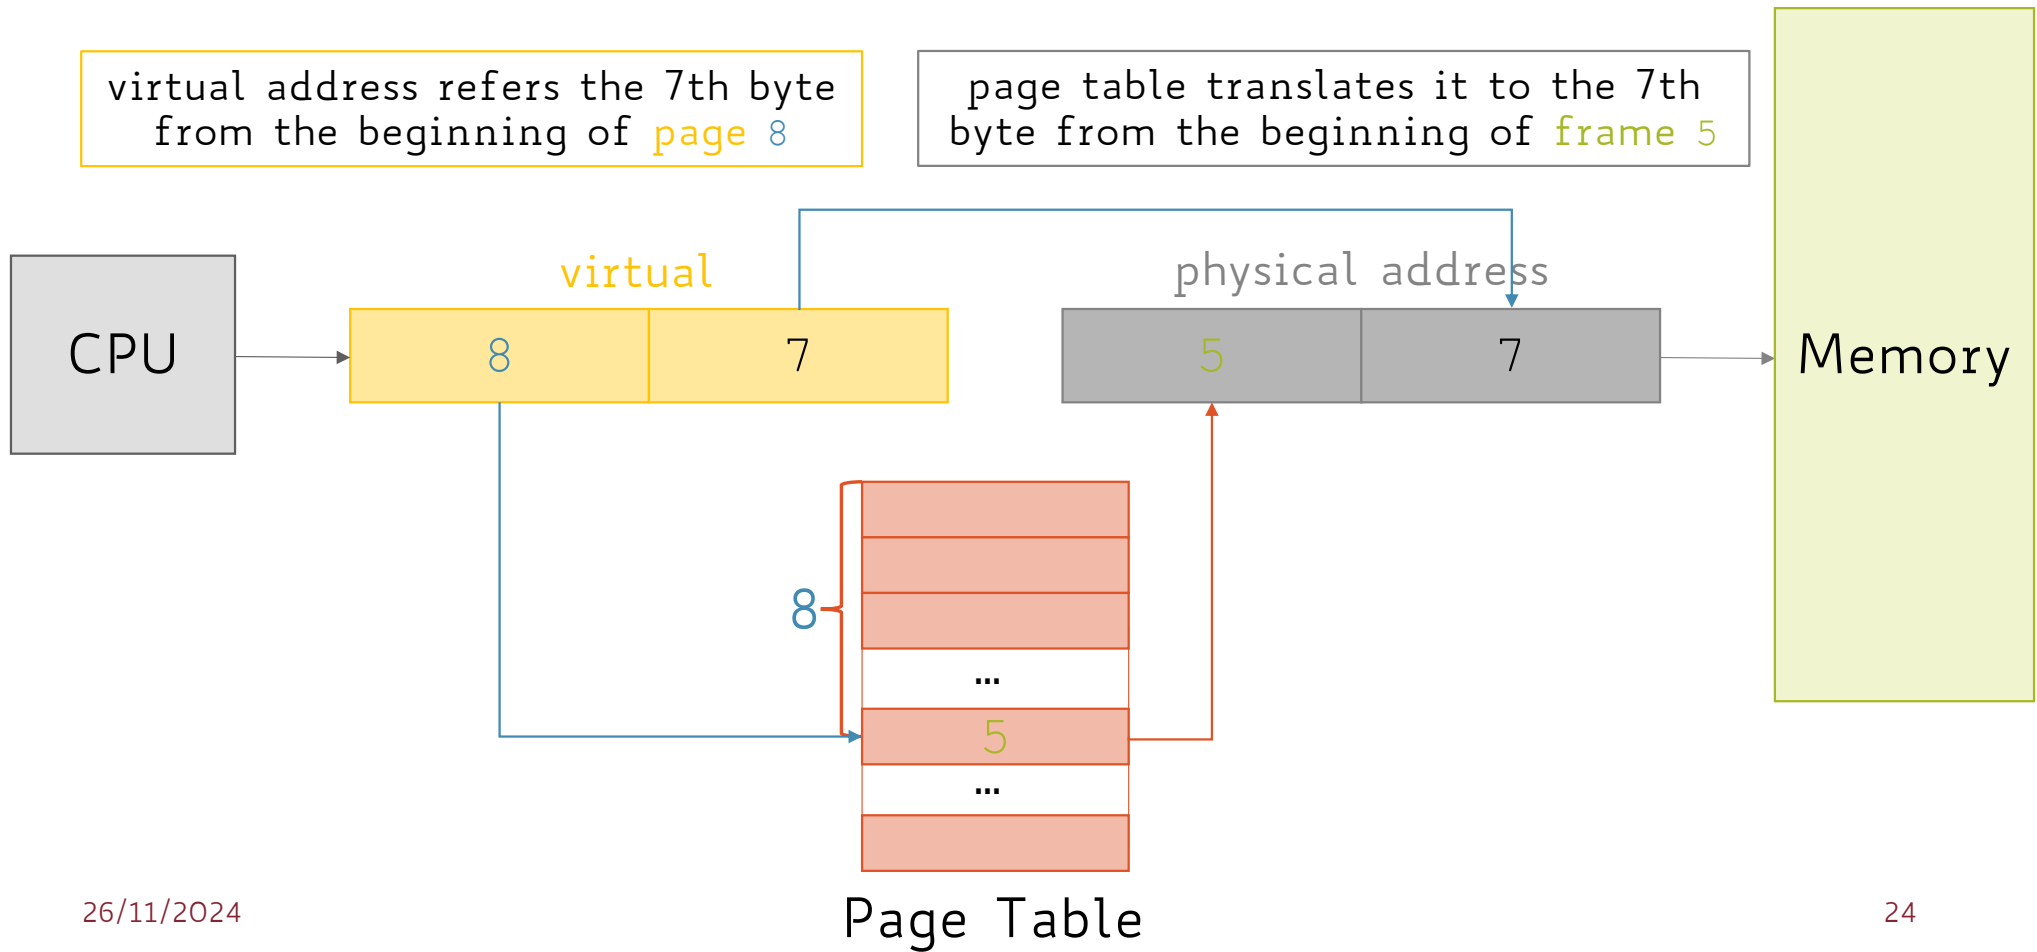 virtual address refers the 7th byte
from the beginning of page 8
page table translates it to the 7th
byte from the beginning of frame 5
virtual
physical address
CPU
8
7
5
7
Memory
8
...
5
...
Page Table
26/11/2024
24